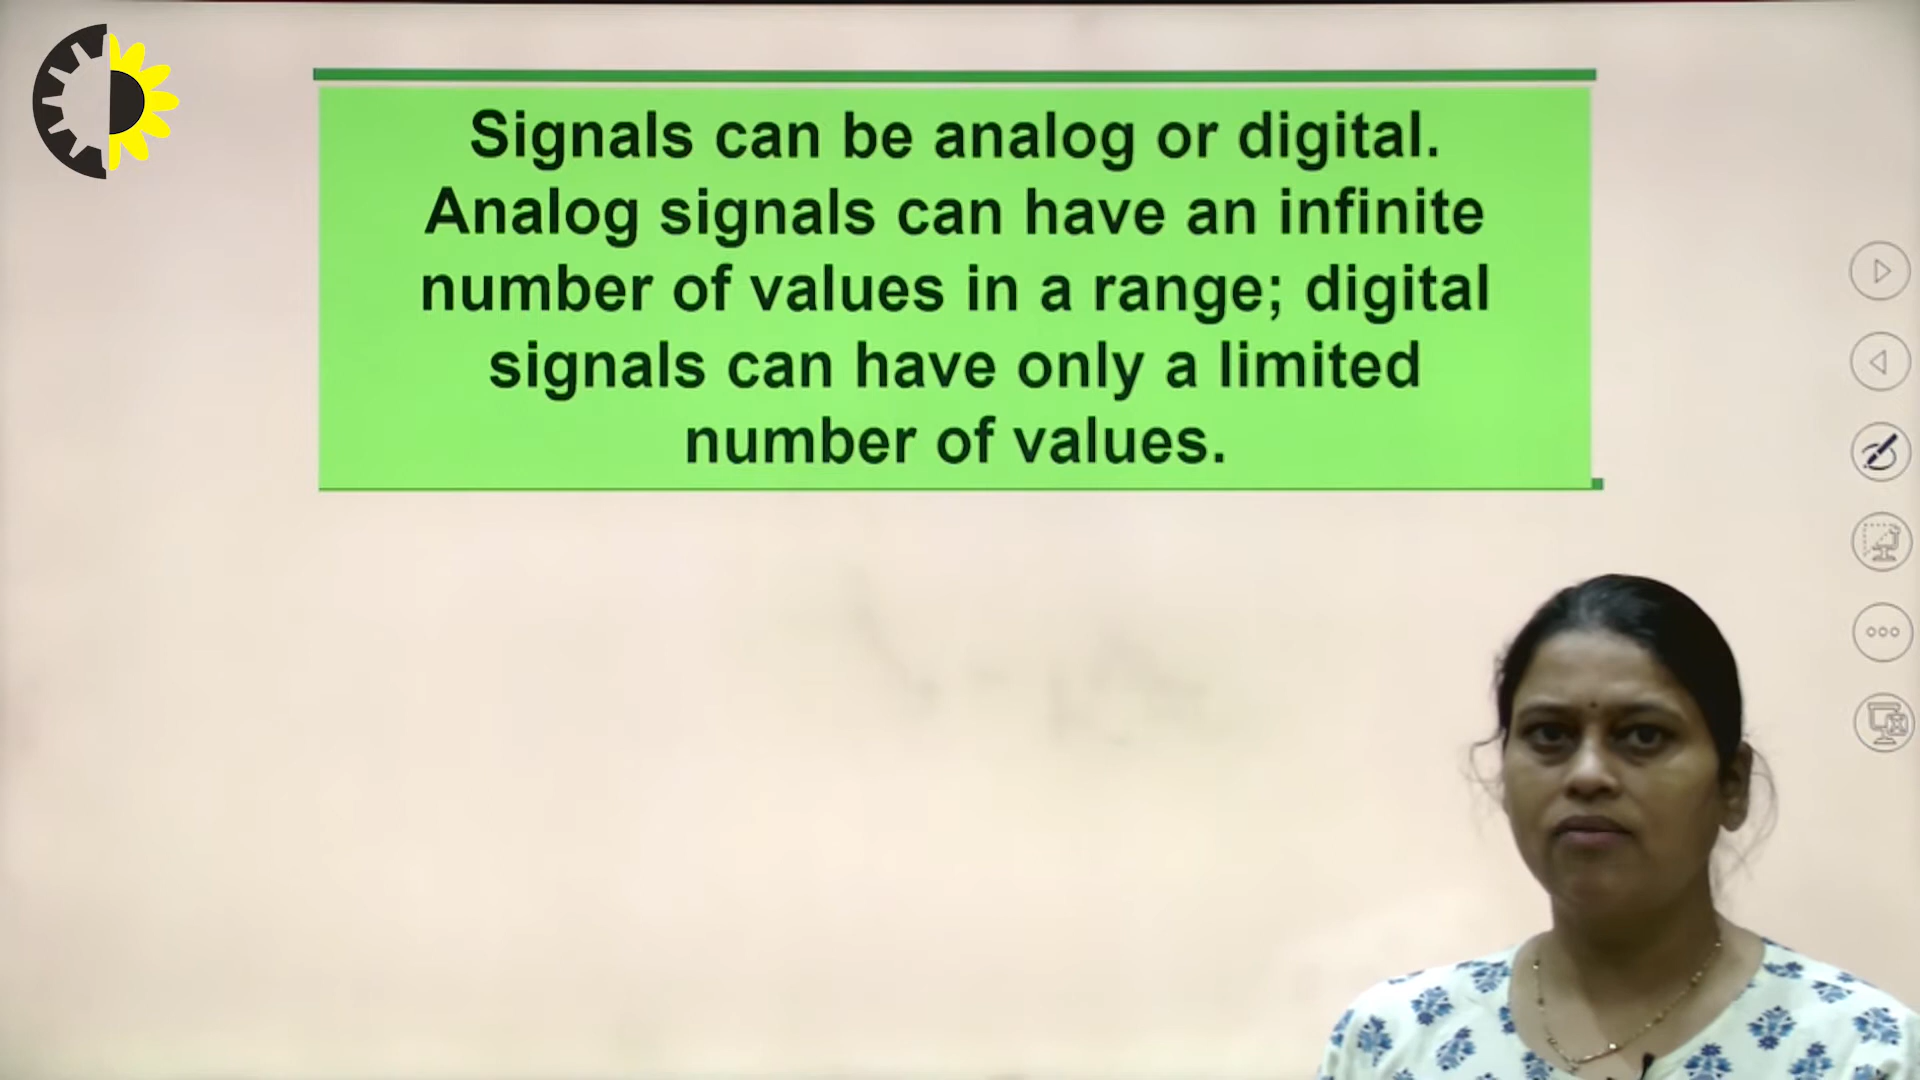 Signals can be analog or digital.
Analog signals can have an infinite
number of values in a range; digital
signals can have only a limited
number of values.